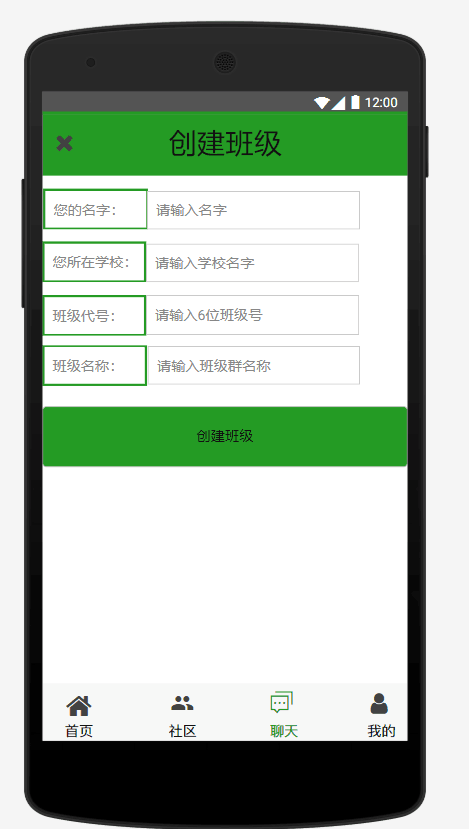 12:00
创建班级
您的名字： 请输入名字
您所在学校： 请输入学校名字
班级代号： 请输入6位班级号
班级名称： 请输入班级群名称
创建班级
首页 社区 聊天 我的